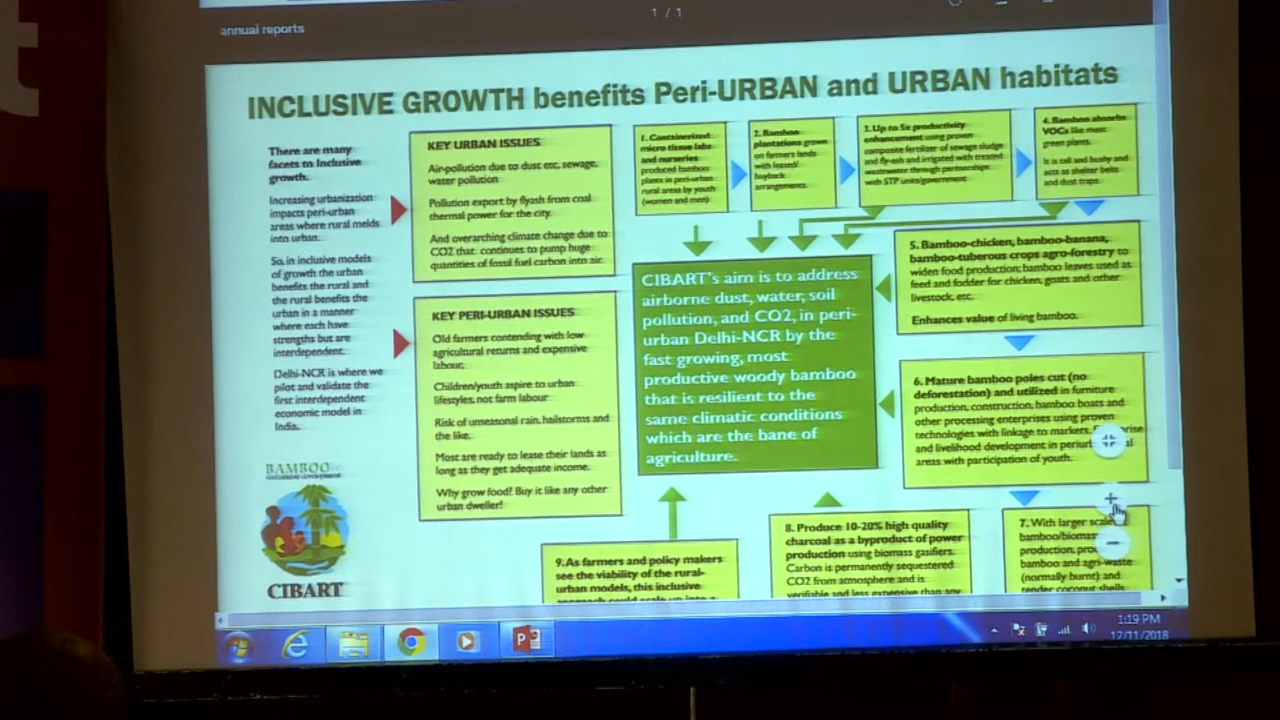 1 / 1
annual reports
INCLUSIVE GROWTH benefits Peri-URBAN and URBAN habitats
There are many
facets to Inclusive
growth.
Increasing urbanization
impacts peri-urban
areas where rural melds
into urban.
So, in inclusive models
of growth the urban
benefits the rural and
the rural benefits the
urban in a manner
where each have
strengths but are
interdependent.
Delhi-NCR is where we
pilot and validate the
first interdependent
economic model in
India.
BAMBOO
CIBART
KEY URBAN ISSUES
Air-pollution due to dust etc, sewage,
water pollution
Pollution export by flyash from coal
thermal power for the city.
And overarching climate change due to
CO2 that continues to pump huge
quantities of fossil fuel carbon into air.
KEY PERI-URBAN ISSUES
Old farmers contending with low
agricultural returns and expensive
labour;
Children/youth aspire to urban
lifestyles, not farm labour
Risk of unseasonal rain, hailstorms and
the like.
Most are ready to lease their lands as
long as they get adequate income.
Why grow food? Buy it like any other
urban dweller!
1. Containerized
micro tissue labs
and nurseries
produced bamboo
plants in peri-urban
rural areas by youth
(women and men)
2. Bamboo
plantations grown
on farmers lands
with leased/
buyback
arrangements.
3. Up to 5x productivity
enhancement using proven
composite fertilizer of sewage sludge
and fly-ash and irrigated with treated
wastewater through partnerships
with STP units/government
4. Bamboo absorbs
VOCs like most
green plants.
It is tall and bushy and
acts as shelter belts
and dust traps.
CIBART's aim is to address
airborne dust, water, soil
pollution, and CO2, in peri-
urban Delhi-NCR by the
fast growing, most
productive woody bamboo
that is resilient to the
same climatic conditions
which are the bane of
agriculture.
5. Bamboo-chicken, bamboo-banana,
bamboo-tuberous crops agro-forestry to
widen food production; bamboo leaves used as
feed and fodder for chicken, goats and other
livestock, etc.
Enhances value of living bamboo.
6. Mature bamboo poles cut (no
deforestation) and utilized in furniture
production, construction, bamboo boats and
other processing enterprises using proven
technologies with linkage to markets.
and livelihood development in
areas with participation of youth.
7. With larger scale
bamboo/biomas
production,
bamboo and agri-waste
(normally burnt) and
tender coconut shells
8. Produce 10-20% high quality
charcoal as a byproduct of power
production using biomass gasifiers.
Carbon is permanently sequestered
CO2 from atmosphere and is
verifiable and less expensive than any
9. As farmers and policy makers
see the viability of the rural-
urban models, this inclusive
approach could scale up into a
1:19 PM
12/11/2018